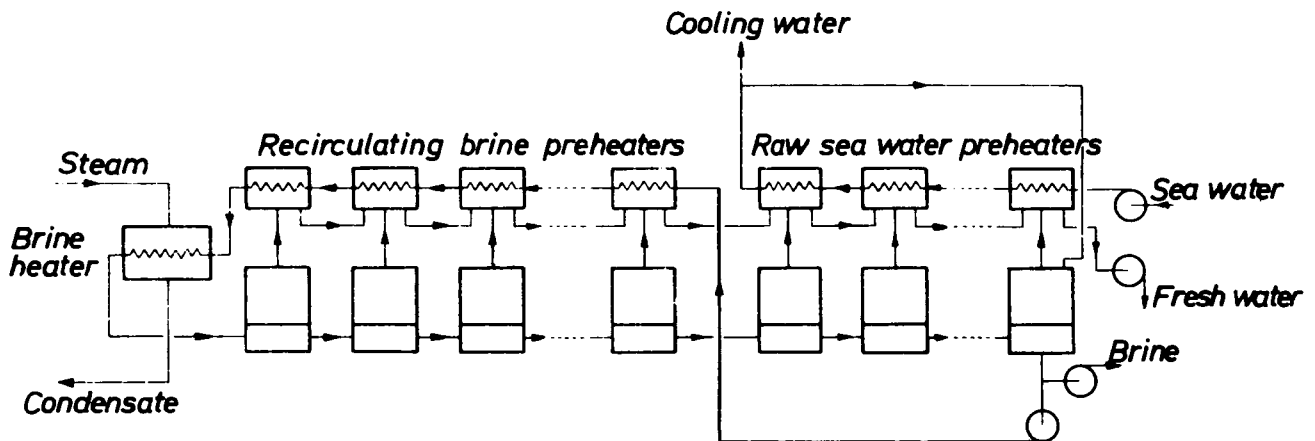 Cooling water
Recirculating brine preheaters
Raw sea water preheaters
Steam
Sea water
Brine
heater
Fresh water
Brine
Condensate